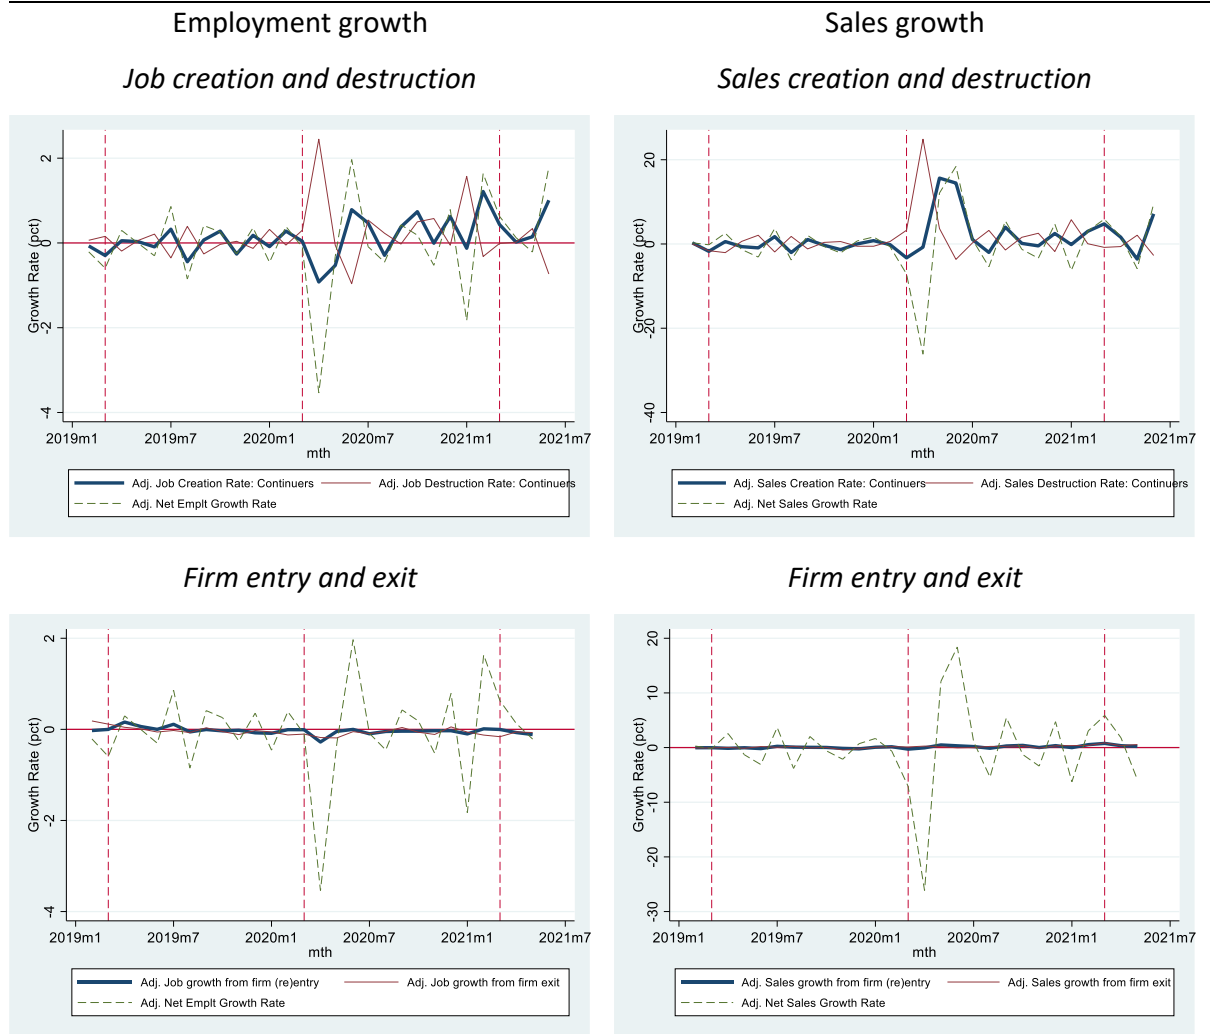 Employment growth
Sales growth
Job creation and destruction
Sales creation and destruction
Growth Rate (pct)
2
0
-2
-4
2019m1 2019m7 2020m1 2020m7 2021m1 2021m7
mth
Adj. Job Creation Rate: Continuers Adj. Job Destruction Rate: Continuers
Adj. Net Emplt Growth Rate
Growth Rate (pct)
20
0
-20
-40
2019m1 2019m7 2020m1 2020m7 2021m1 2021m7
mth
Adj. Sales Creation Rate: Continuers Adj. Sales Destruction Rate: Continuers
Adj. Net Sales Growth Rate
Firm entry and exit
Firm entry and exit
Growth Rate (pct)
2
0
-2
-4
2019m1 2019m7 2020m1 2020m7 2021m1 2021m7
mth
Adj. Job growth from firm (re)entry Adj. Job growth from firm exit
Adj. Net Emplt Growth Rate
Growth Rate (pct)
20
10
0
-10
-20
-30
2019m1 2019m7 2020m1 2020m7 2021m1 2021m7
mth
Adj. Sales growth from firm (re)entry Adj. Sales growth from firm exit
Adj. Net Sales Growth Rate